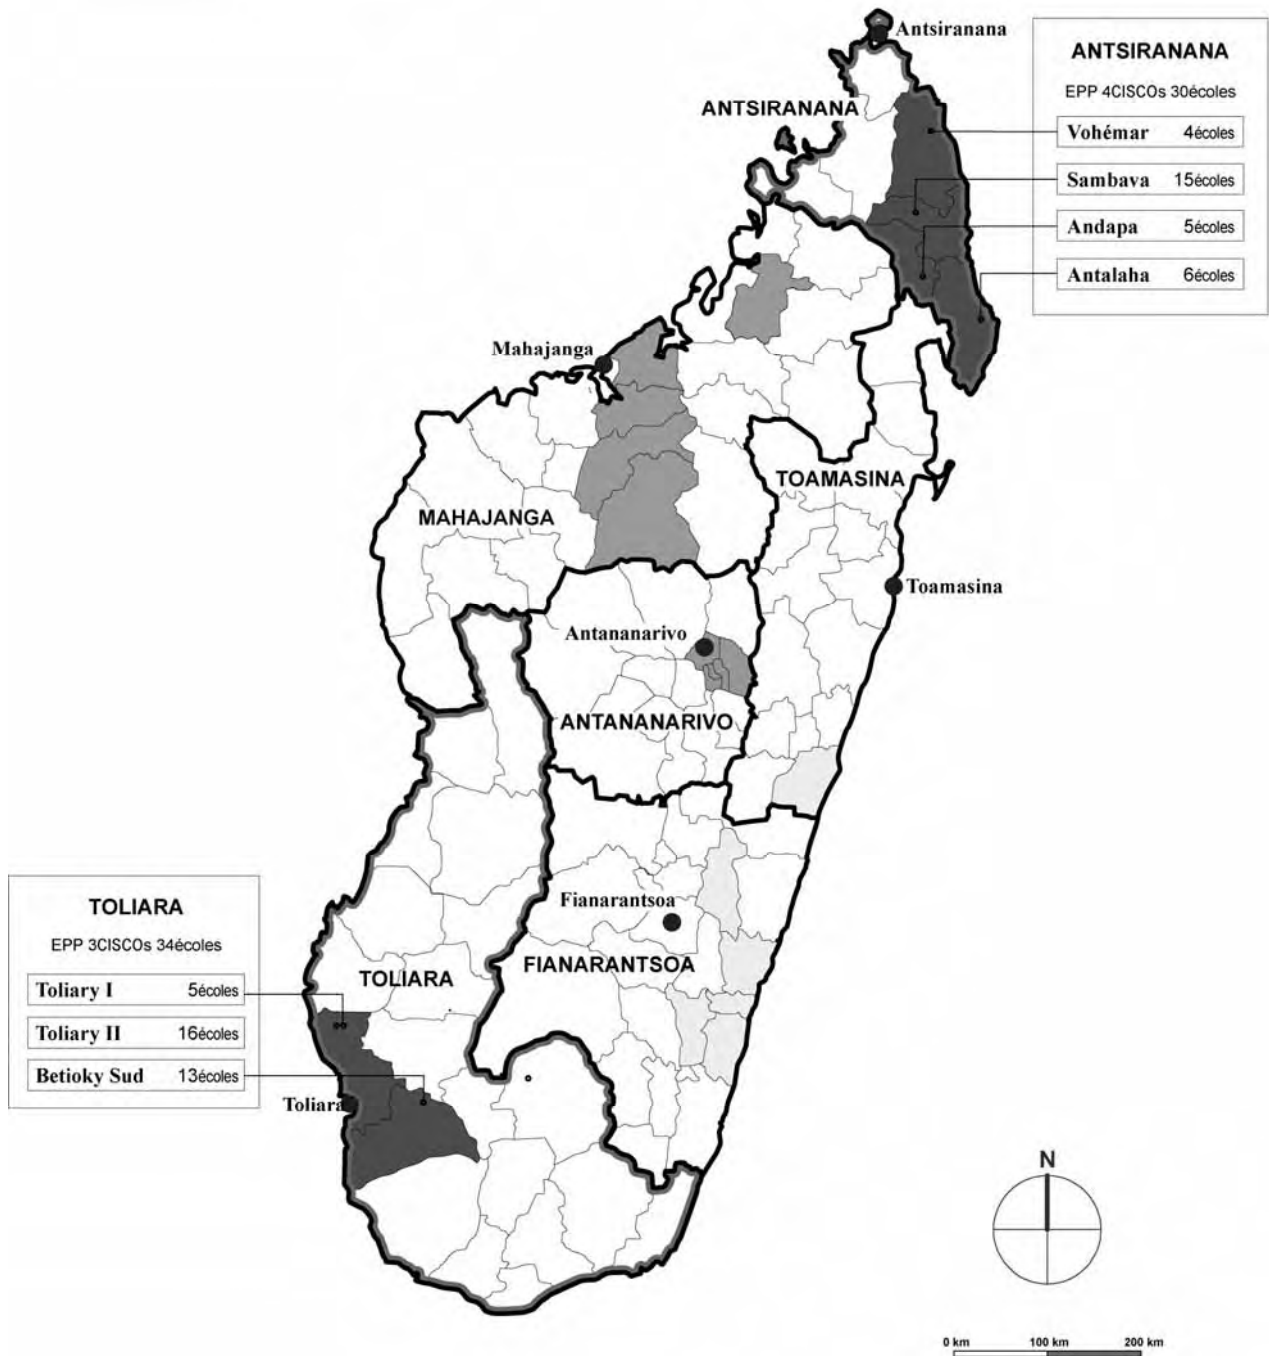 Antsiranana
ANTSIRANANA
EPP 4CISCOs 30écoles
Vohémar 4écoles
Sambava 15écoles
Andapa 5écoles
Antalaha 6écoles
ANTSIRANANA
Mahajanga
TOAMASINA
MAHAJANGA
Toamasina
Antananarivo
ANTANANARIVO
Fianarantsoa
FIANARANTSOA
TOLIARA
TOLIARA
EPP 3CISCOs 34écoles
Toliary I 5écoles
Toliary II 16écoles
Betioky Sud 13écoles
Toliara
N
0 km 100 km 200 km